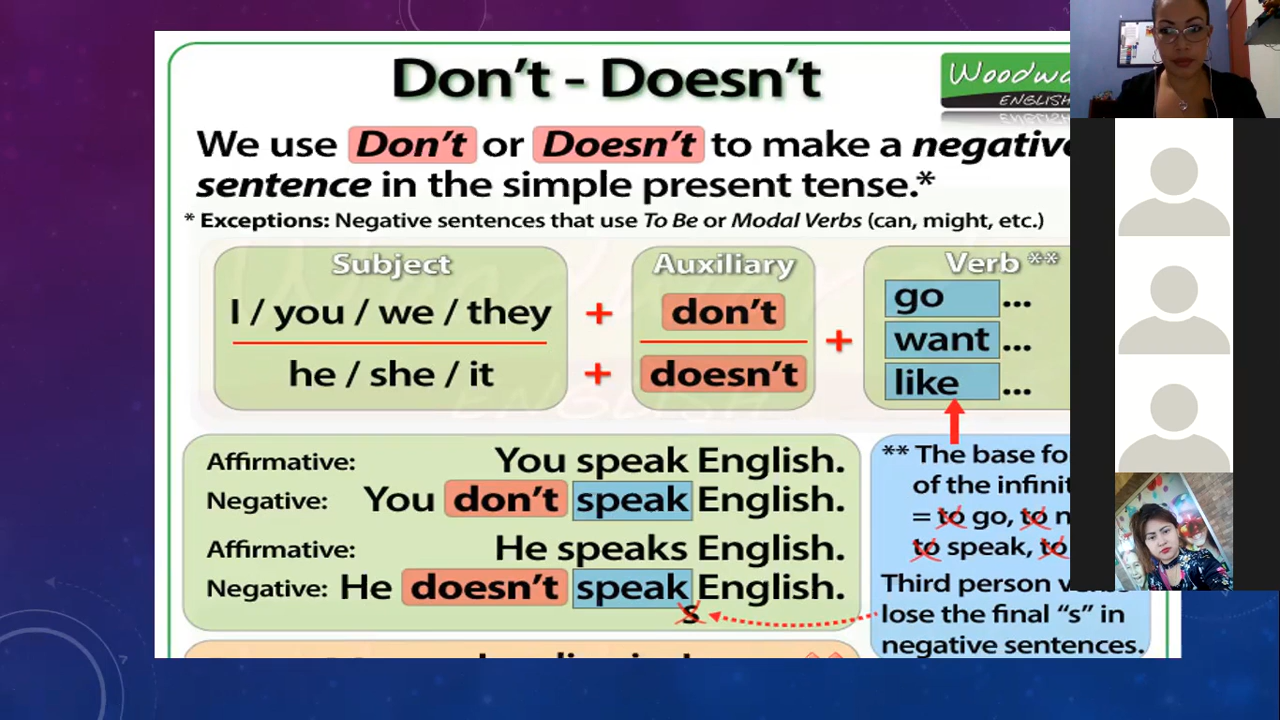 Don't - Doesn't
Woodwa
ENGLISH
We use Don't or Doesn't to make a negative
sentence in the simple present tense.*
* Exceptions: Negative sentences that use To Be or Modal Verbs (can, might, etc.)
Subject
I / you / we / they
he / she / it
+
+
Auxiliary
don't
doesn't
+
Verb **
go ...
want ...
like ...
Affirmative: You speak English.
Negative: You don't speak English.
Affirmative: He speaks English.
Negative: He doesn't speak English.
s
** The base fo
of the infinit
= to go, to n
to speak, to
Third person
lose the final "s" in
negative sentences.